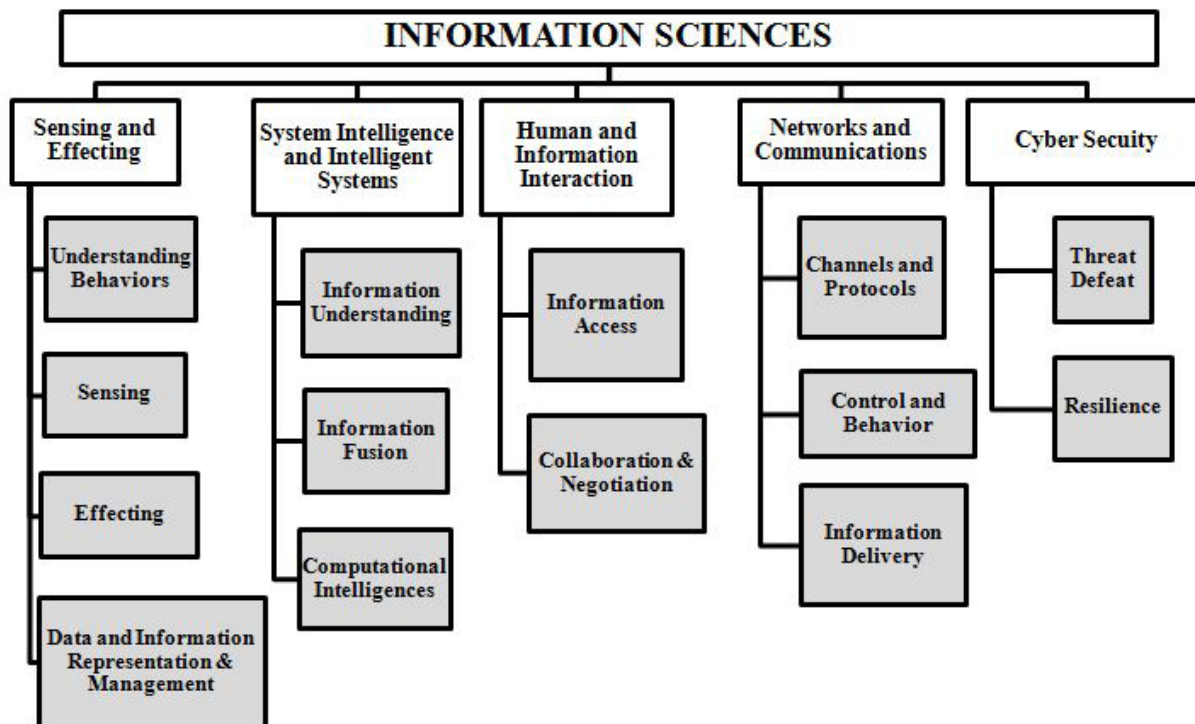 INFORMATION SCIENCES
Sensing and
Effecting
System Intelligence
and Intelligent
Systems
Human and
Information
Interaction
Networks and
Communications
Cyber Secuity
Understanding
Behaviors
Sensing
Effecting
Data and Information
Representation &
Management
Information
Understanding
Information
Fusion
Computational
Intelligences
Information
Access
Collaboration &
Negotiation
Channels and
Protocols
Control and
Behavior
Information
Delivery
Threat
Defeat
Resilience